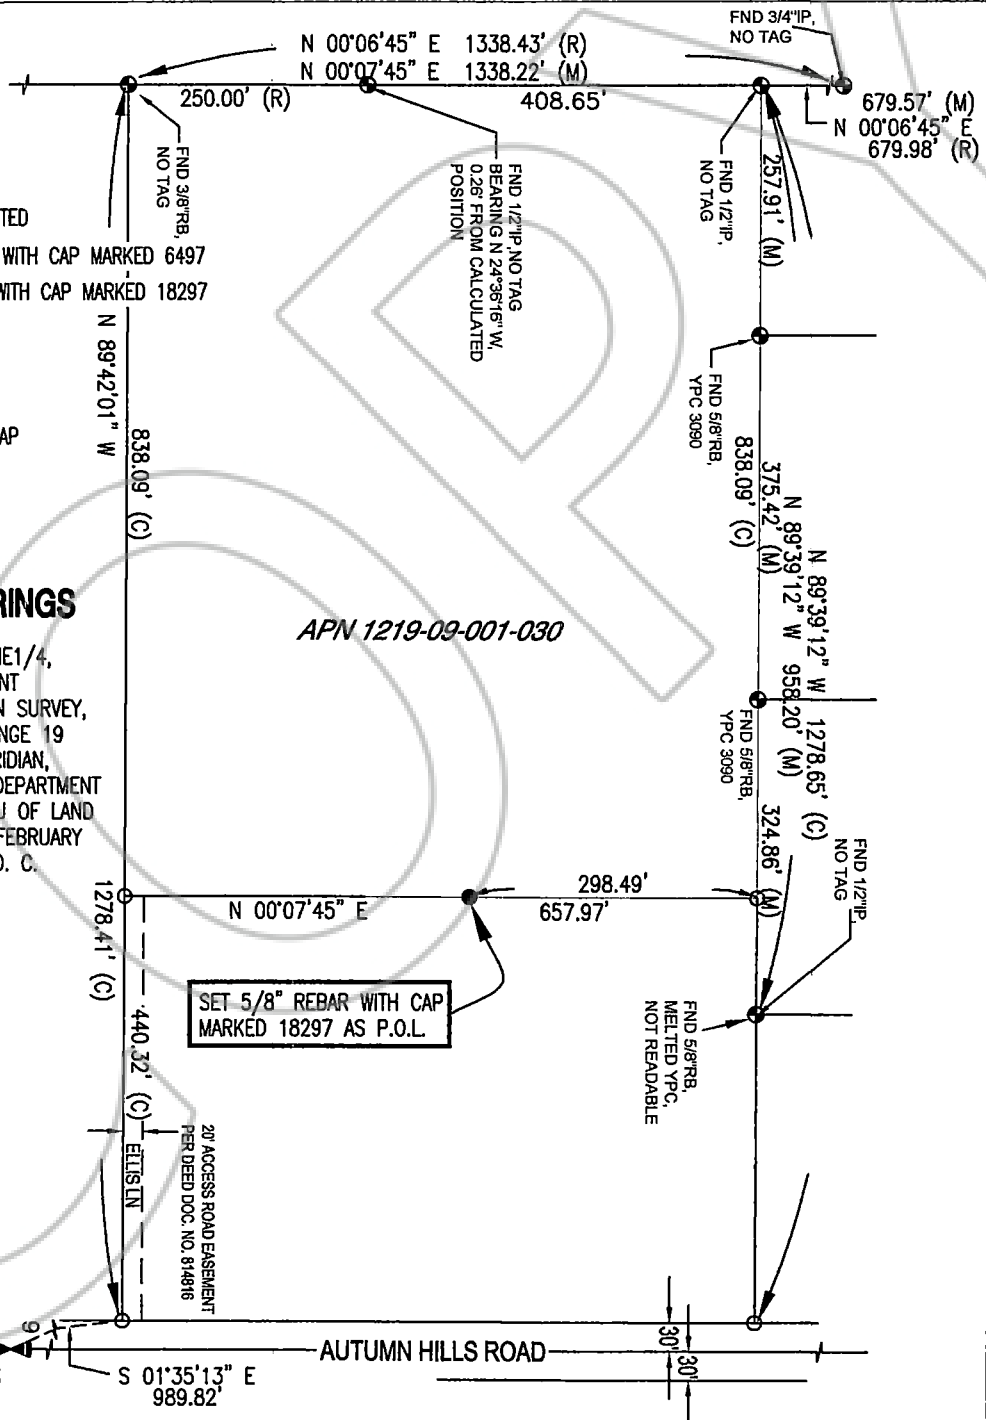 FND 3/4"IP,
NO TAG
N 00°06'45" E 1338.43' (R)
N 00°07'45" E 1338.22' (M)
250.00' (R)
408.65'
679.57' (M)
N 00°06'45" E
679.98' (R)
FND 3/8"RB,
NO TAG
FND 1/2"IP,NO TAG
BEARING N 24°36'16" W,
0.26' FROM CALCULATED
POSITION
FND 1/2"IP,
NO TAG
257.91' (M)
TED
WITH CAP MARKED 6497
WITH CAP MARKED 18297
N 89°42'01" W
838.09' (C)
AP
FND 5/8"RB,
YPC 3090
838.09' (C)
375.42' (M)
N 89°39'12" W 958.20' (M)
N 89°39'12" W 1278.65' (C)
RINGS
NE1/4,
NT
N SURVEY,
NGE 19
RIDIAN,
DEPARTMENT
U OF LAND
FEBRUARY
D. C.
APN 1219-09-001-030
FND 5/8"RB,
YPC 3090
324.86' (M)
FND 1/2"IP,
NO TAG
1278.41' (C)
N 00°07'45" E
298.49'
657.97'
SET 5/8" REBAR WITH CAP
MARKED 18297 AS P.O.L.
FND 5/8"RB,
MELTED YPC,
NOT READABLE
440.32' (C)
ELLIS LN
20' ACCESS ROAD EASEMENT
PER DEED DOC. NO. 814816
9
AUTUMN HILLS ROAD
30'
30'
S 01°35'13" E
989.82'
COPY